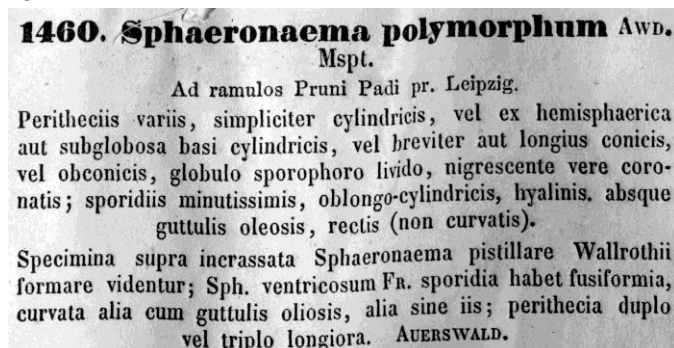 1460. Sphaeronaema polymorphum Awd.
Mspt.
Ad ramulos Pruni Padi pr. Leipzig.
Peritheciis variis, simpliciter cylindricis, vel ex hemisphaerica
aut subglobosa basi cylindricis, vel breviter aut longius conicis,
vel obconicis, globulo sporophoro livido, nigrescente vere coro-
natis; sporidiis minutissimis, oblongo-cylindricis, hyalinis. absque
guttulis oleosis, rectis (non curvatis).
Specimina supra incrassata Sphaeronaema pistillare Wallrothii
formare videntur; Sph. ventricosum Fr. sporidia habet fusiformia,
curvata alia cum guttulis oliosis, alia sine iis; perithecia duplo
vel triplo longiora. Auerswald.